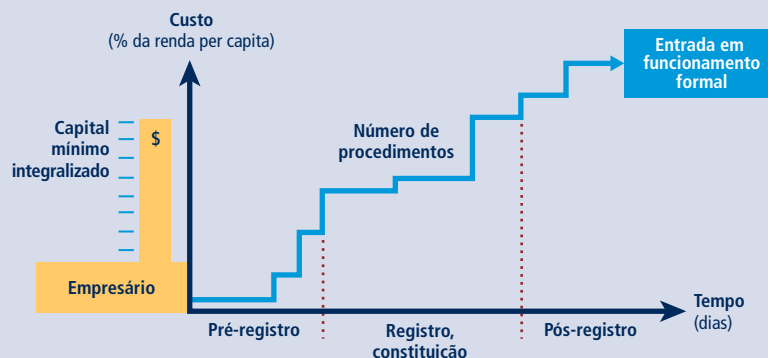 Custo
(% da renda per capita)
Entrada em
funcionamento
formal
Capital
mínimo
integralizado
$
Número de
procedimentos
Empresário
Tempo
(dias)
Pré-registro
Registro,
constituição
Pós-registro